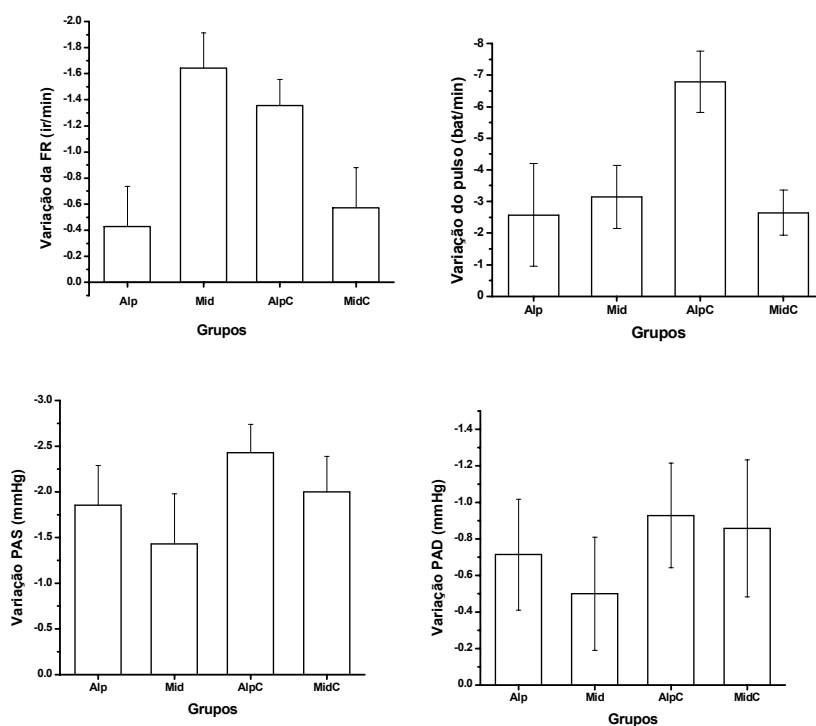 -2.0
-1.8
-1.6
-1.4
-1.2
-1.0
-0.8
-0.6
-0.4
-0.2
0.0
Variação da FR (ir/min)
Alp Mid AlpC MidC
Grupos
-8
-7
-6
-5
-4
-3
-2
-1
0
Variação do pulso (bat/min)
Alp Mid AlpC MidC
Grupos
-3.0
-2.5
-2.0
-1.5
-1.0
-0.5
0.0
Variação PAS (mmHg)
Alp Mid AlpC MidC
Grupos
-1.4
-1.2
-1.0
-0.8
-0.6
-0.4
-0.2
0.0
Variação PAD (mmHg)
Alp Mid AlpC MidC
Grupos